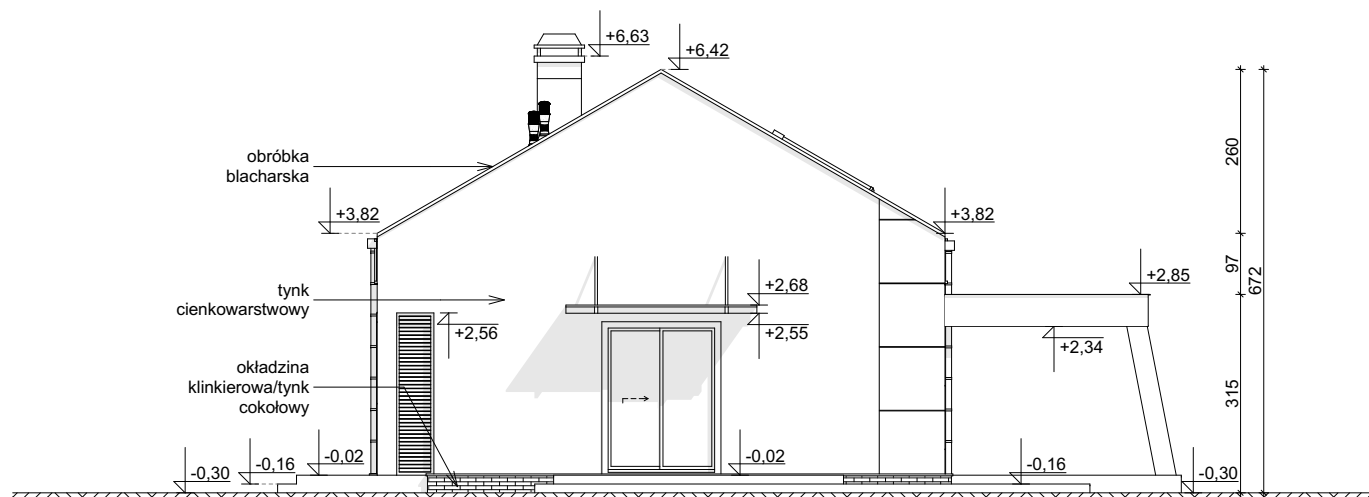 +6,63
+6,42
obróbka
blacharska
260
+3,82
+3,82
97
672
+2,85
tynk
cienkowarstwowy
+2,68
+2,56
+2,55
+2,34
okładzina
klinkierowa/tynk
cokołowy
315
-0,30
-0,16
-0,02
-0,02
-0,16
-0,30